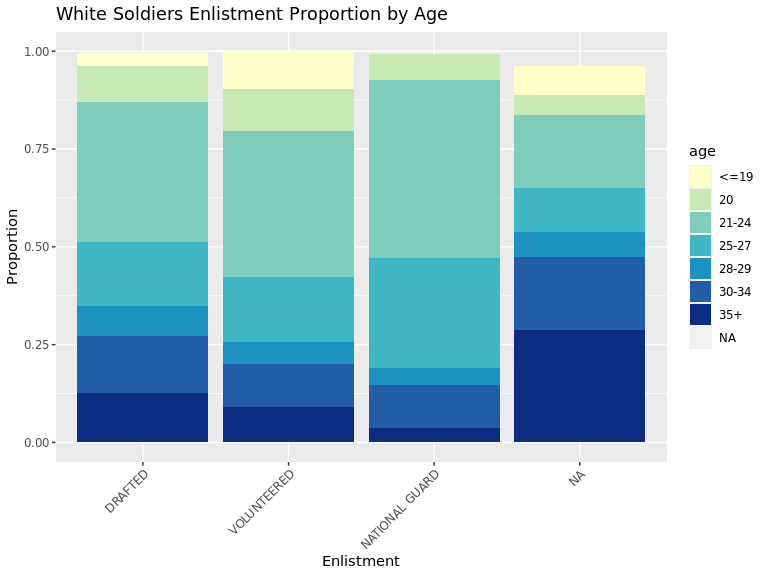 White Soldiers Enlistment Proportion by Age
Proportion
1.00
0.75
0.50
0.25
0.00
DRAFTED
VOLUNTEERED
NATIONAL GUARD
NA
Enlistment
age
<=19
20
21-24
25-27
28-29
30-34
35+
NA